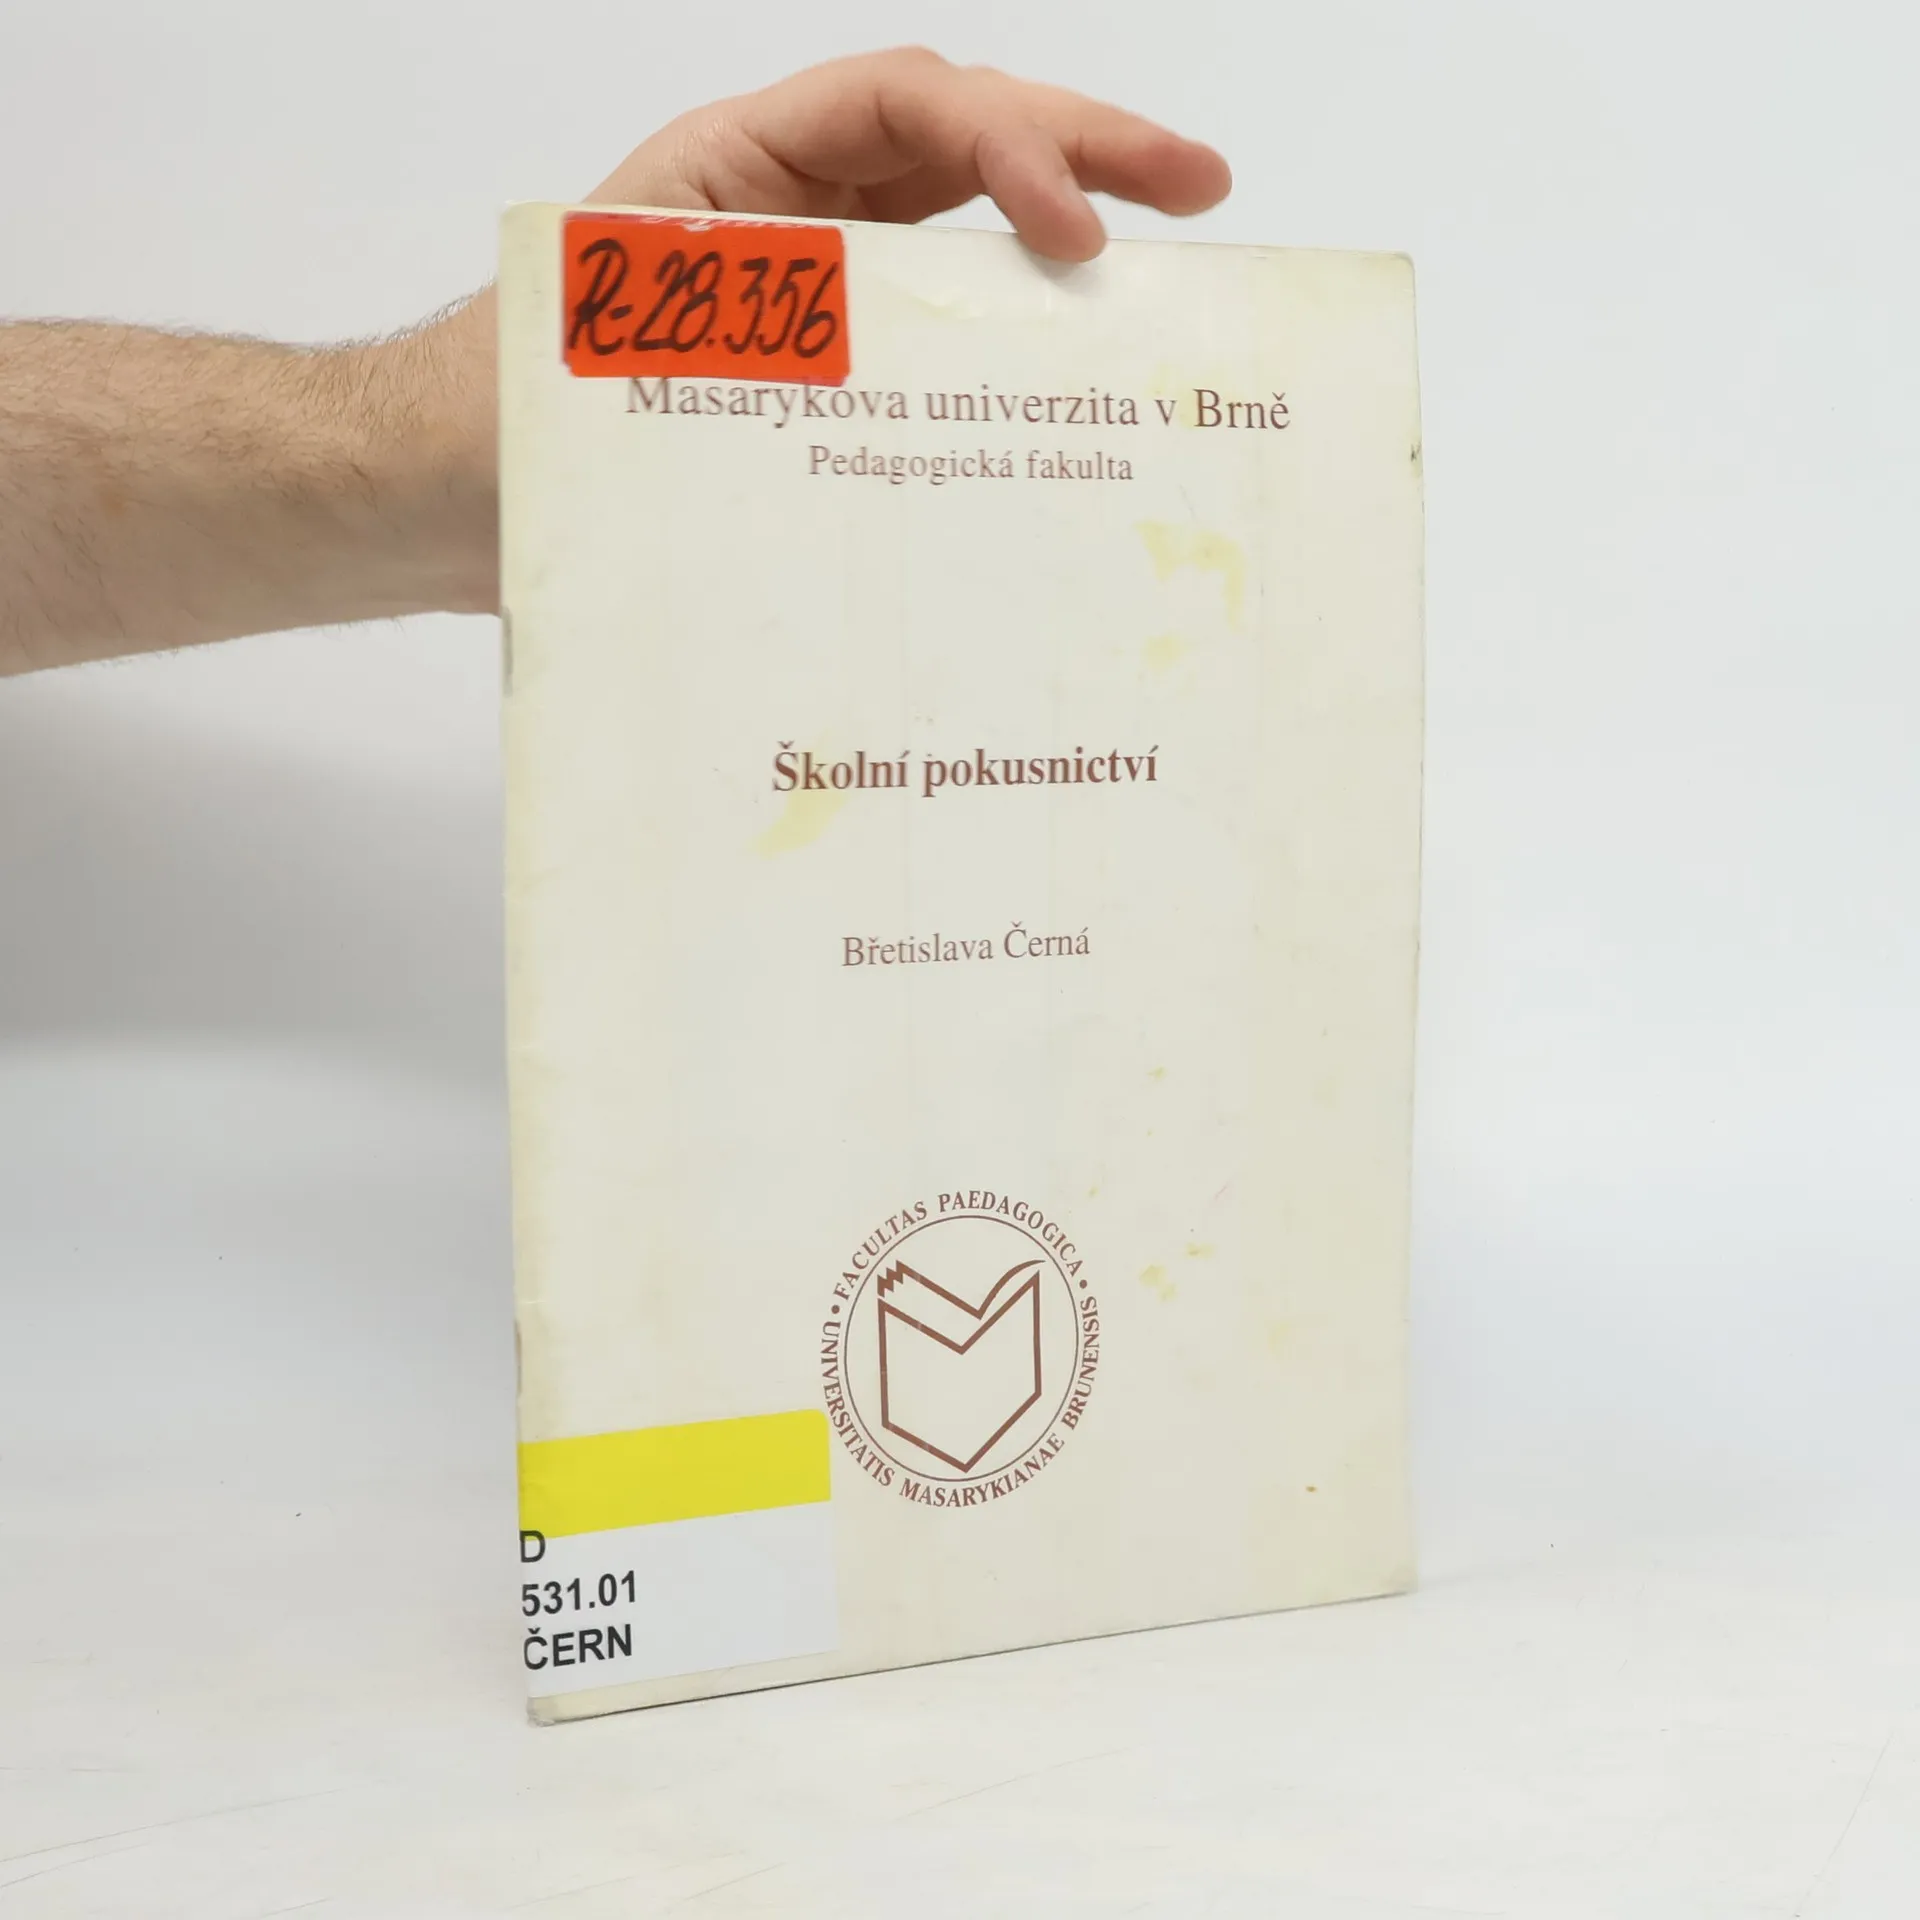 R-28.356
Masarykova univerzita v Brně
Pedagogická fakulta
Školní pokusnictví
Břetislava Černá
• FACULTAS PAEDAGOGICA • UNIVERSITATIS MASARYKIANAE BRUNENSIS
D
531.01
ČERN